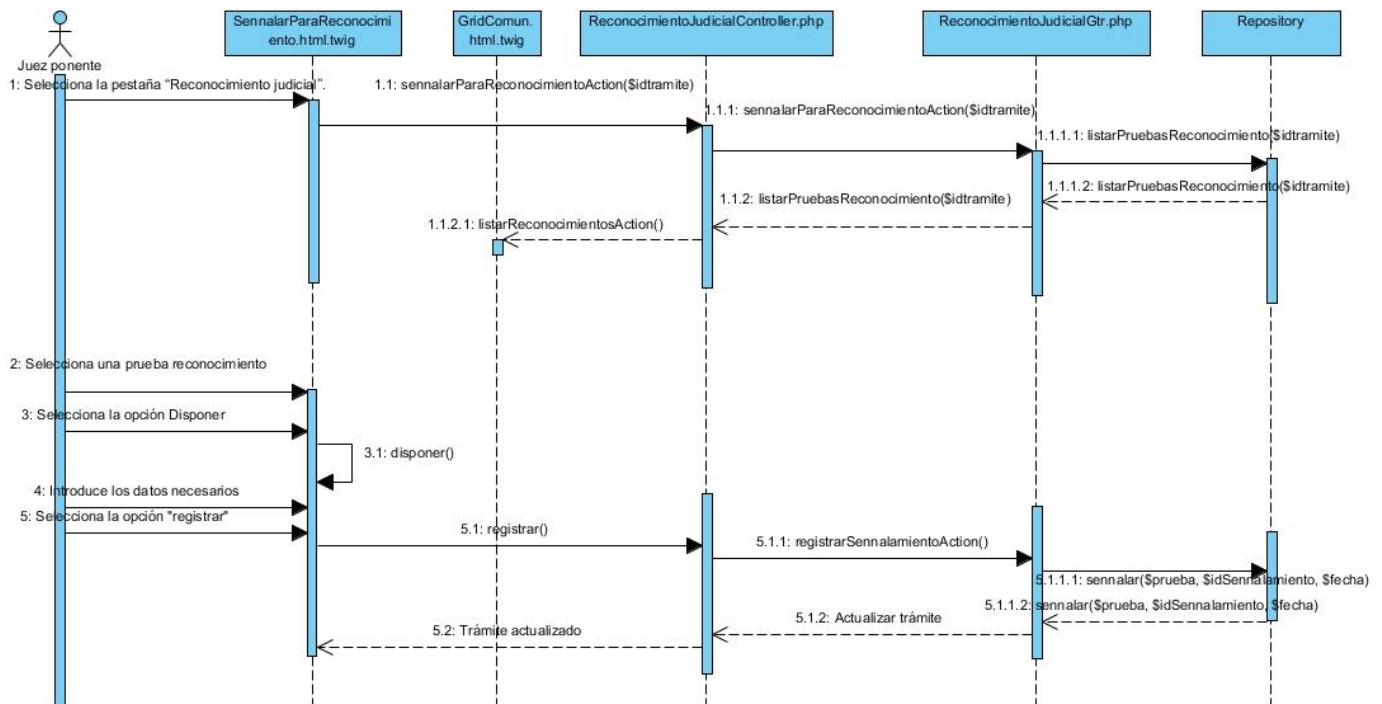 SennalarParaReconocimi
ento.html.twig
GridComun.
html.twig
ReconocimientoJudicialController.php
ReconocimientoJudicialGtr.php
Repository
Juez ponente
1: Selecciona la pestaña "Reconocimiento judicial".
1.1: sennalarParaReconocimientoAction($idtramite)
1.1.1: sennalarParaReconocimientoAction($idtramite)
1.1.1.1: listarPruebasReconocimiento($idtramite)
1.1.1.2: listarPruebasReconocimiento($idtramite)
1.1.2: listarPruebasReconocimiento($idtramite)
1.1.2.1: listarReconocimientosAction()
2: Selecciona una prueba reconocimiento
3: Selecciona la opción Disponer
3.1: disponer()
4: Introduce los datos necesarios
5: Selecciona la opción "registrar"
5.1: registrar()
5.1.1: registrarSennalamientoAction()
5.1.1.1: sennalar($prueba, $idSennalamiento, $fecha)
5.1.1.2: sennalar($prueba, $idSennalamiento, $fecha)
5.1.2: Actualizar trámite
5.2: Trámite actualizado